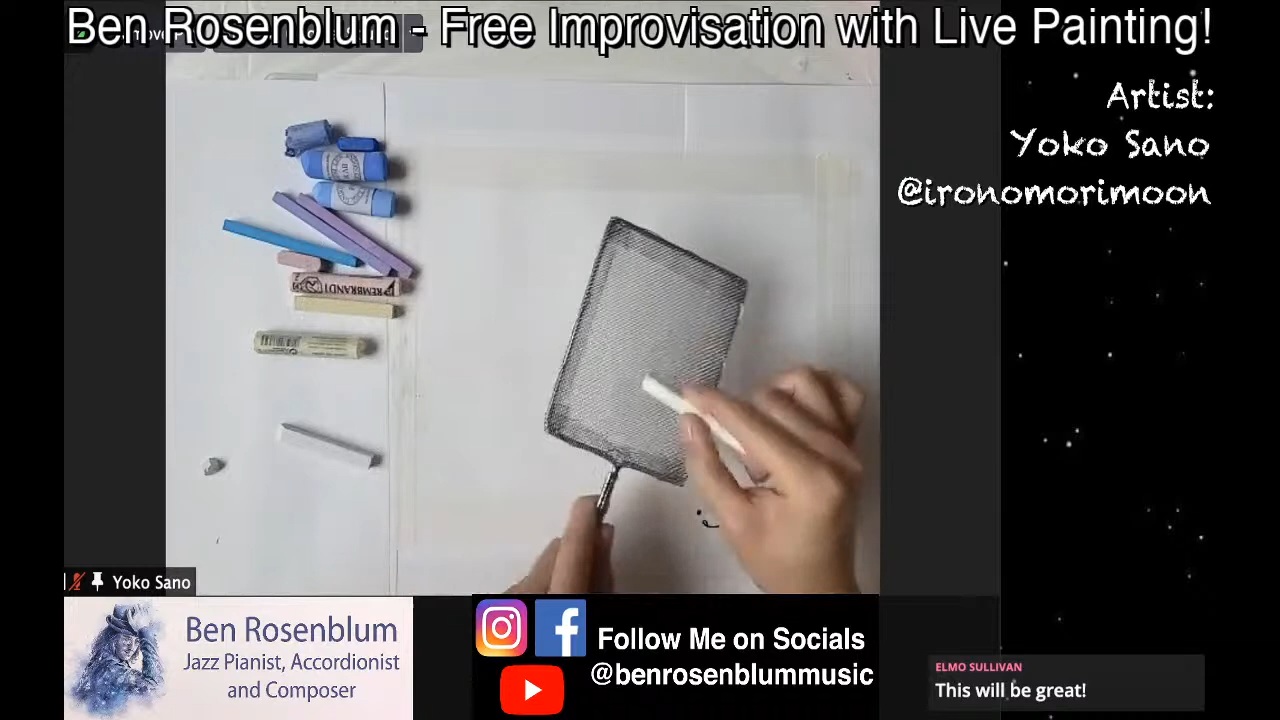 Ben Rosenblum - Free Improvisation with Live Painting!
Artist:
Yoko Sano
@ironomorimoon
REMBRANDT
Yoko Sano
Ben Rosenblum
Jazz Pianist, Accordionist
and Composer
Follow Me on Socials
@benrosenblummusic
ELMO SULLIVAN
This will be great!